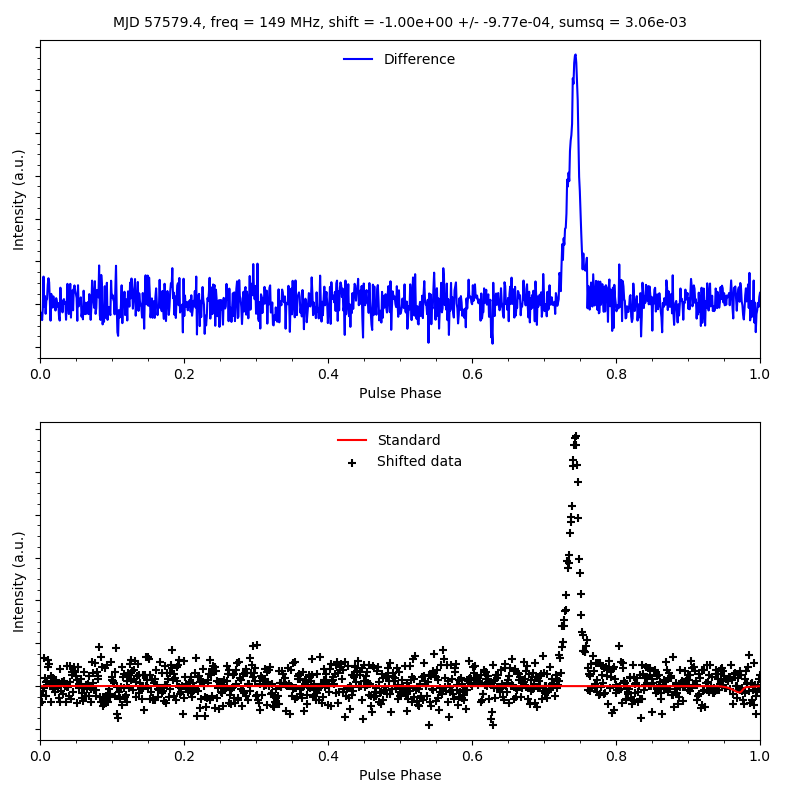 MJD 57579.4, freq = 149 MHz, shift = -1.00e+00 +/- -9.77e-04, sumsq = 3.06e-03
Difference
Intensity (a.u.)
0.0 0.2 0.4 0.6 0.8 1.0
Pulse Phase
Standard
Shifted data
Intensity (a.u.)
0.0 0.2 0.4 0.6 0.8 1.0
Pulse Phase